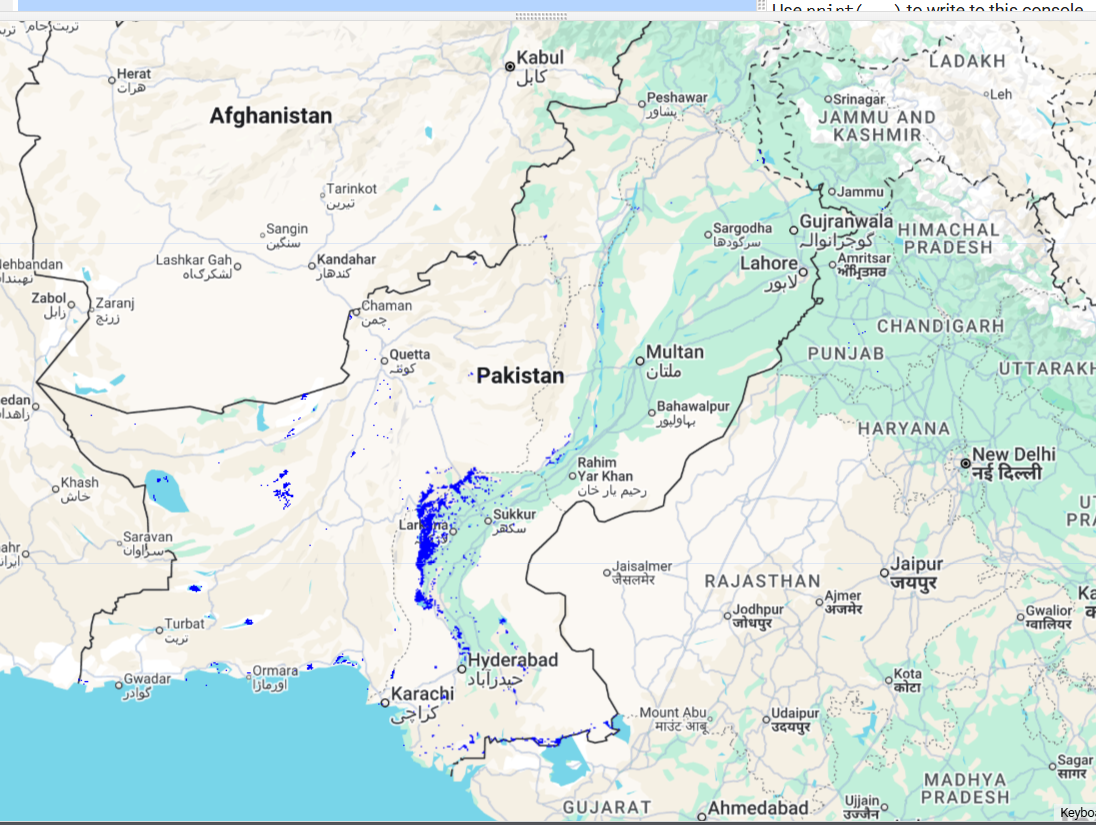 Use print(...) to write to this console.
تربت جام
Herat
هرات
Kabul
کابل
LADAKH
Leh
Afghanistan
Peshawar
پشاور
Srinagar
JAMMU AND
KASHMIR
Tarinkot
تیرین
Jammu
Sangin
سنگین
Sargodha
سرگودھا
Gujranwala
گوجرانوالہ
HIMACHAL
PRADESH
Lashkar Gah
لشکرگاه
Kandahar
کندهار
Lahore
لاہور
Amritsar
ਅੰਮ੍ਰਿਤਸਰ
Nehbandan
Zabol
زابل
Zaranj
زرنج
Chaman
چمن
CHANDIGARH
PUNJAB
Quetta
کوئٹہ
Multan
ملتان
Pakistan
UTTARAKH
edan
زاهدا
Bahawalpur
بہاولپور
HARYANA
New Delhi
नई दिल्ली
Rahim
Yar Khan
رحیم یار خان
Khash
خاش
Sukkur
سکھر
UT
PRA
Saravan
سراوان
ahr
ایرا
Jaisalmer
जैसलमेर
RAJASTHAN
Jaipur
जयपुर
Ajmer
अजमेर
Jodhpur
जोधपुर
Gwalior
ग्वालियर
Ka
Turbat
تربت
Hyderabad
حیدرآباد
Gwadar
گوادر
Ormara
اورماڑا
Karachi
کراچی
Kota
कोटा
Mount Abu
माउंट आबू
Udaipur
उदयपुर
Sagar
सागर
MADHYA
PRADESH
Ujjain
उज्जैन
GUJARAT
Ahmedabad
Keyboa